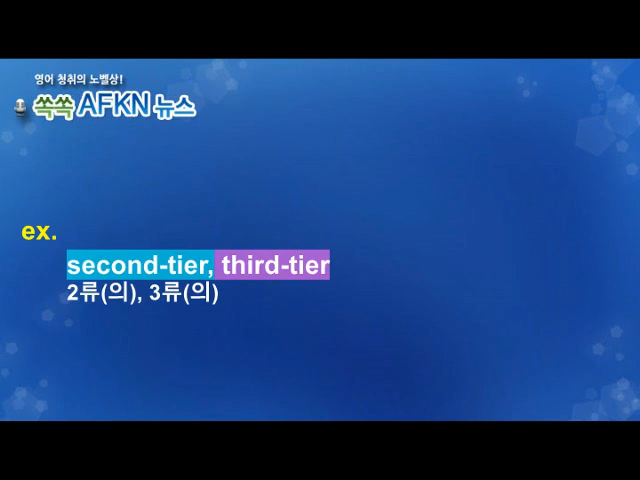 영어 청취의 노벨상!
쏙쏙 AFKN 뉴스
ex.
second-tier, third-tier
2류(의), 3류(의)